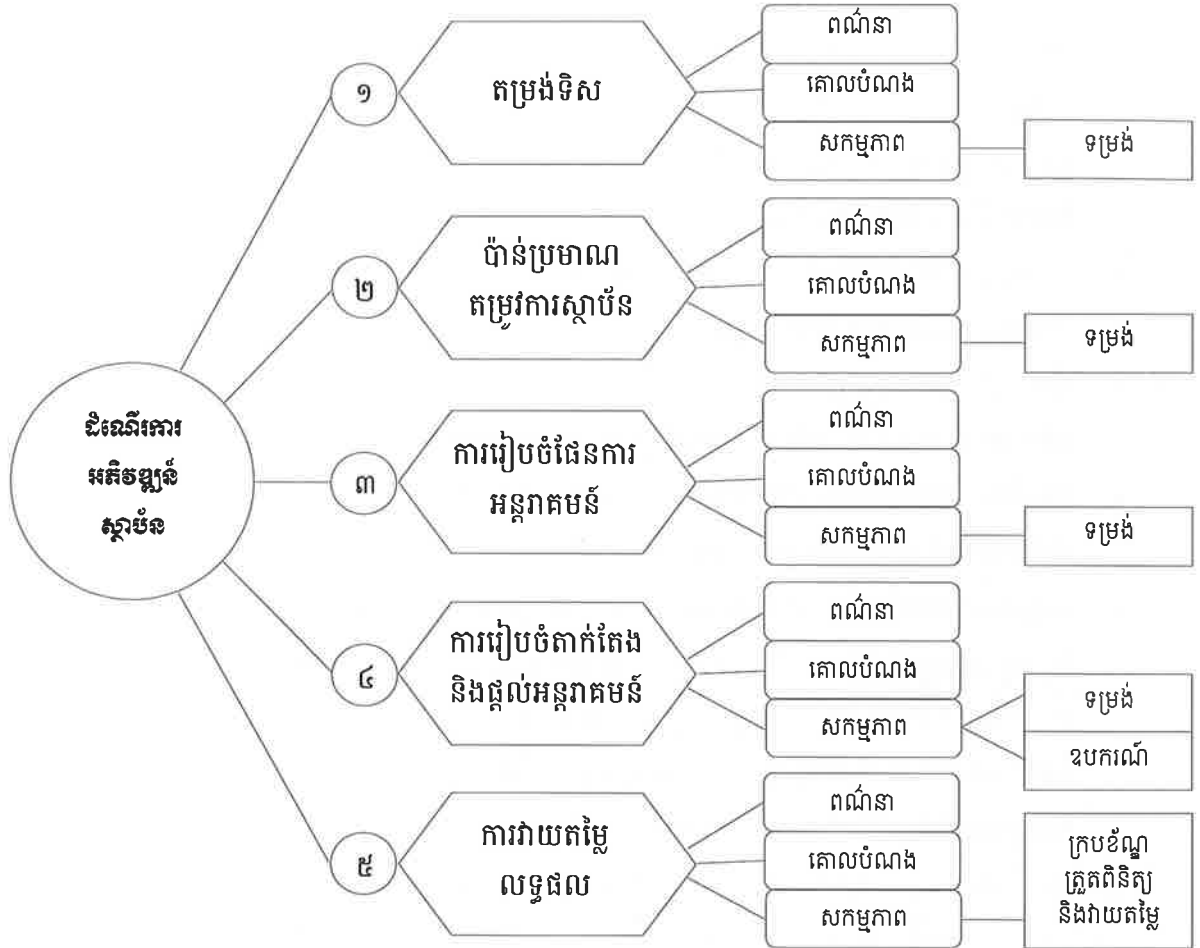 ដំណើរការ
អភិវឌ្ឍន៍
ស្ថាប័ន
១
តម្រង់ទិស
ពណ៌នា
គោលបំណង
សកម្មភាព
ទម្រង់
២
ប៉ាន់ប្រមាណ
តម្រូវការស្ថាប័ន
ពណ៌នា
គោលបំណង
សកម្មភាព
ទម្រង់
៣
ការរៀបចំផែនការ
អន្តរាគមន៍
ពណ៌នា
គោលបំណង
សកម្មភាព
ទម្រង់
៤
ការរៀបចំតាក់តែង
និងផ្តល់អន្តរាគមន៍
ពណ៌នា
គោលបំណង
សកម្មភាព
ទម្រង់
ឧបករណ៍
៥
ការវាយតម្លៃ
លទ្ធផល
ពណ៌នា
គោលបំណង
សកម្មភាព
ក្របខ័ណ្ឌ
ត្រួតពិនិត្យ
និងវាយតម្លៃ